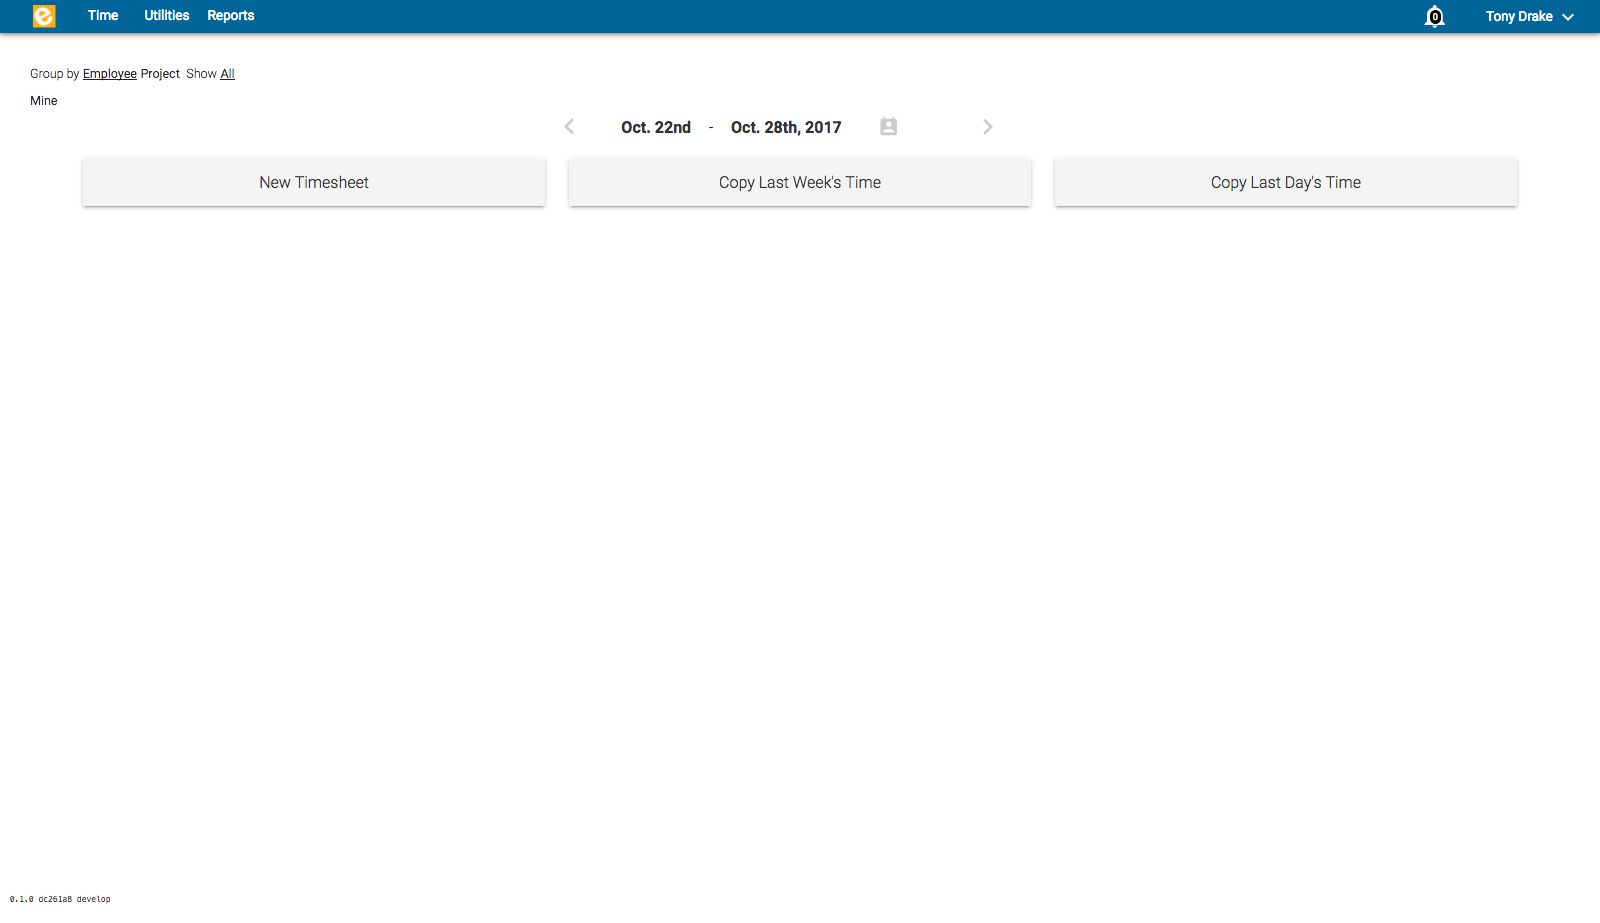 e Time Utilities Reports 0 Tony Drake
Group by Employee Project Show All
Mine
Oct. 22nd - Oct. 28th, 2017
New Timesheet Copy Last Week's Time Copy Last Day's Time
0.1.0 dc261a8 develop